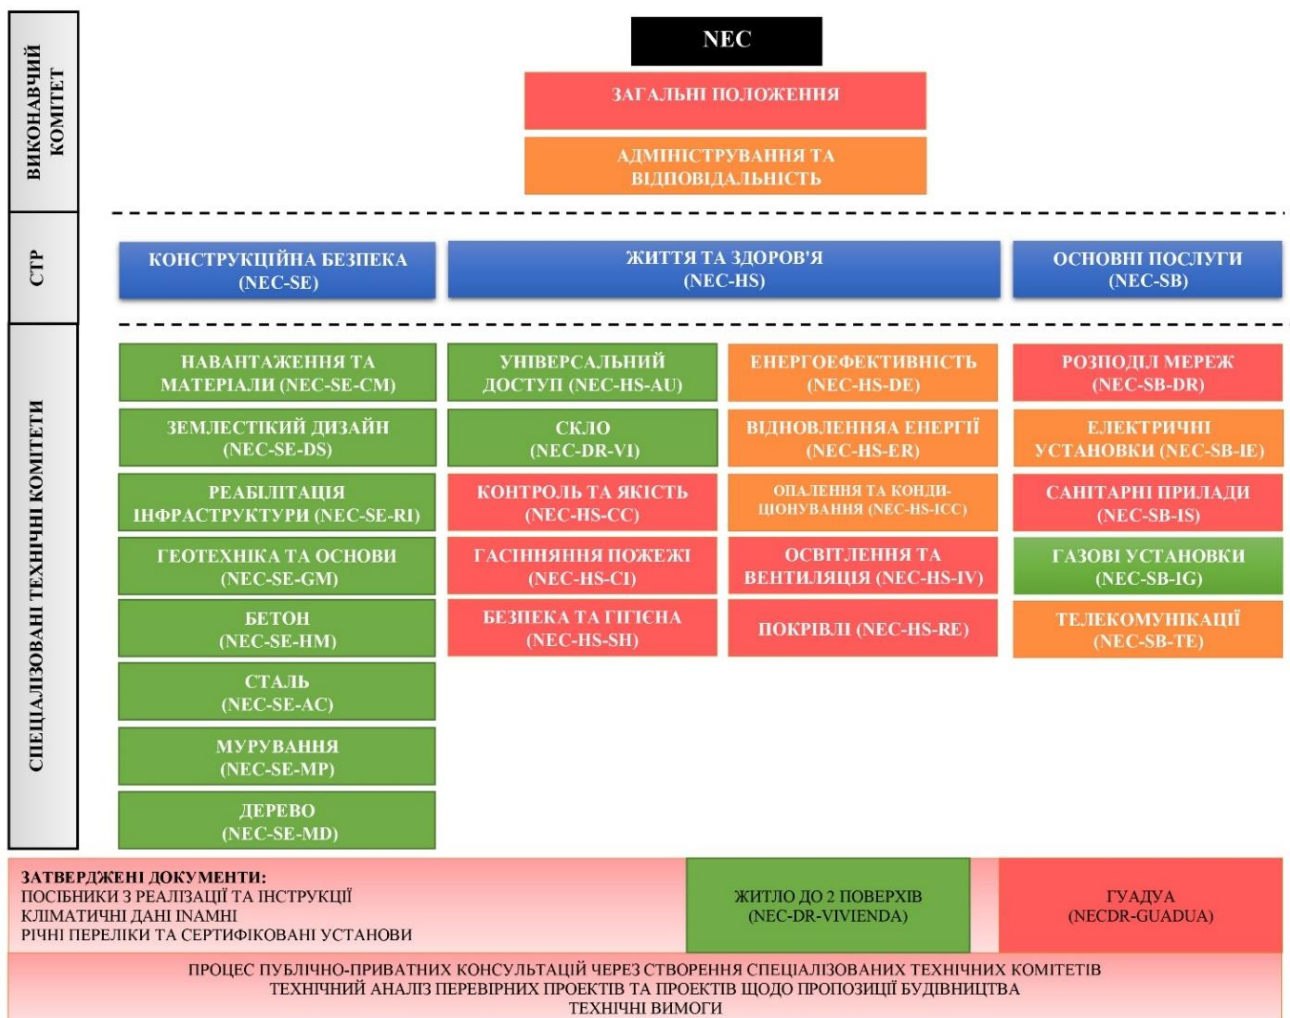 ВИКОНАВЧИЙ
КОМІТЕТ
NEC
ЗАГАЛЬНІ ПОЛОЖЕННЯ
АДМІНІСТРУВАННЯ ТА
ВІДПОВІДАЛЬНІСТЬ
СТР
КОНСТРУКЦІЙНА БЕЗПЕКА
(NEC-SE)
ЖИТТЯ ТА ЗДОРОВ'Я
(NEC-HS)
ОСНОВНІ ПОСЛУГИ
(NEC-SB)
СПЕЦІАЛІЗОВАНІ ТЕХНІЧНІ КОМІТЕТИ
НАВАНТАЖЕННЯ ТА
МАТЕРІАЛИ (NEC-SE-CM)
ЗЕМЛЕСТІКИЙ ДИЗАЙН
(NEC-SE-DS)
РЕАБІЛІТАЦІЯ
ІНФРАСТРУКТУРИ (NEC-SE-RI)
ГЕОТЕХНІКА ТА ОСНОВИ
(NEC-SE-GM)
БЕТОН
(NEC-SE-HM)
СТАЛЬ
(NEC-SE-AC)
МУРУВАННЯ
(NEC-SE-MP)
ДЕРЕВО
(NEC-SE-MD)
УНІВЕРСАЛЬНИЙ
ДОСТУП (NEC-HS-AU)
СКЛО
(NEC-DR-VI)
КОНТРОЛЬ ТА ЯКІСТЬ
(NEC-HS-CC)
ГАСІННЯННЯ ПОЖЕЖІ
(NEC-HS-CI)
БЕЗПЕКА ТА ГІГІЄНА
(NEC-HS-SH)
ЕНЕРГОЕФЕКТИВНІСТЬ
(NEC-HS-DE)
ВІДНОВЛЕННЯА ЕНЕРГІЇ
(NEC-HS-ER)
ОПАЛЕННЯ ТА КОНДИ-
ЦІОНУВАННЯ (NEC-HS-ICC)
ОСВІТЛЕННЯ ТА
ВЕНТИЛЯЦІЯ (NEC-HS-IV)
ПОКРІВЛІ (NEC-HS-RE)
РОЗПОДІЛ МЕРЕЖ
(NEC-SB-DR)
ЕЛЕКТРИЧНІ
УСТАНОВКИ (NEC-SB-IE)
САНІТАРНІ ПРИЛАДИ
(NEC-SB-IS)
ГАЗОВІ УСТАНОВКИ
(NEC-SB-IG)
ТЕЛЕКОМУНІКАЦІЇ
(NEC-SB-TE)
ЗАТВЕРДЖЕНІ ДОКУМЕНТИ:
ПОСІБНИКИ З РЕАЛІЗАЦІЇ ТА ІНСТРУКЦІЇ
КЛІМАТИЧНІ ДАНІ INAMHI
РІЧНІ ПЕРЕЛІКИ ТА СЕРТИФІКОВАНІ УСТАНОВИ
ЖИТЛО ДО 2 ПОВЕРХІВ
(NEC-DR-VIVIENDA)
ГУАДУА
(NECDR-GUADUA)
ПРОЦЕС ПУБЛІЧНО-ПРИВАТНИХ КОНСУЛЬТАЦІЙ ЧЕРЕЗ СТВОРЕННЯ СПЕЦІАЛІЗОВАНИХ ТЕХНІЧНИХ КОМІТЕТІВ
ТЕХНІЧНИЙ АНАЛІЗ ПЕРЕВІРНИХ ПРОЕКТІВ ТА ПРОЕКТІВ ЩОДО ПРОПОЗИЦІЇ БУДІВНИЦТВА
ТЕХНІЧНІ ВИМОГИ